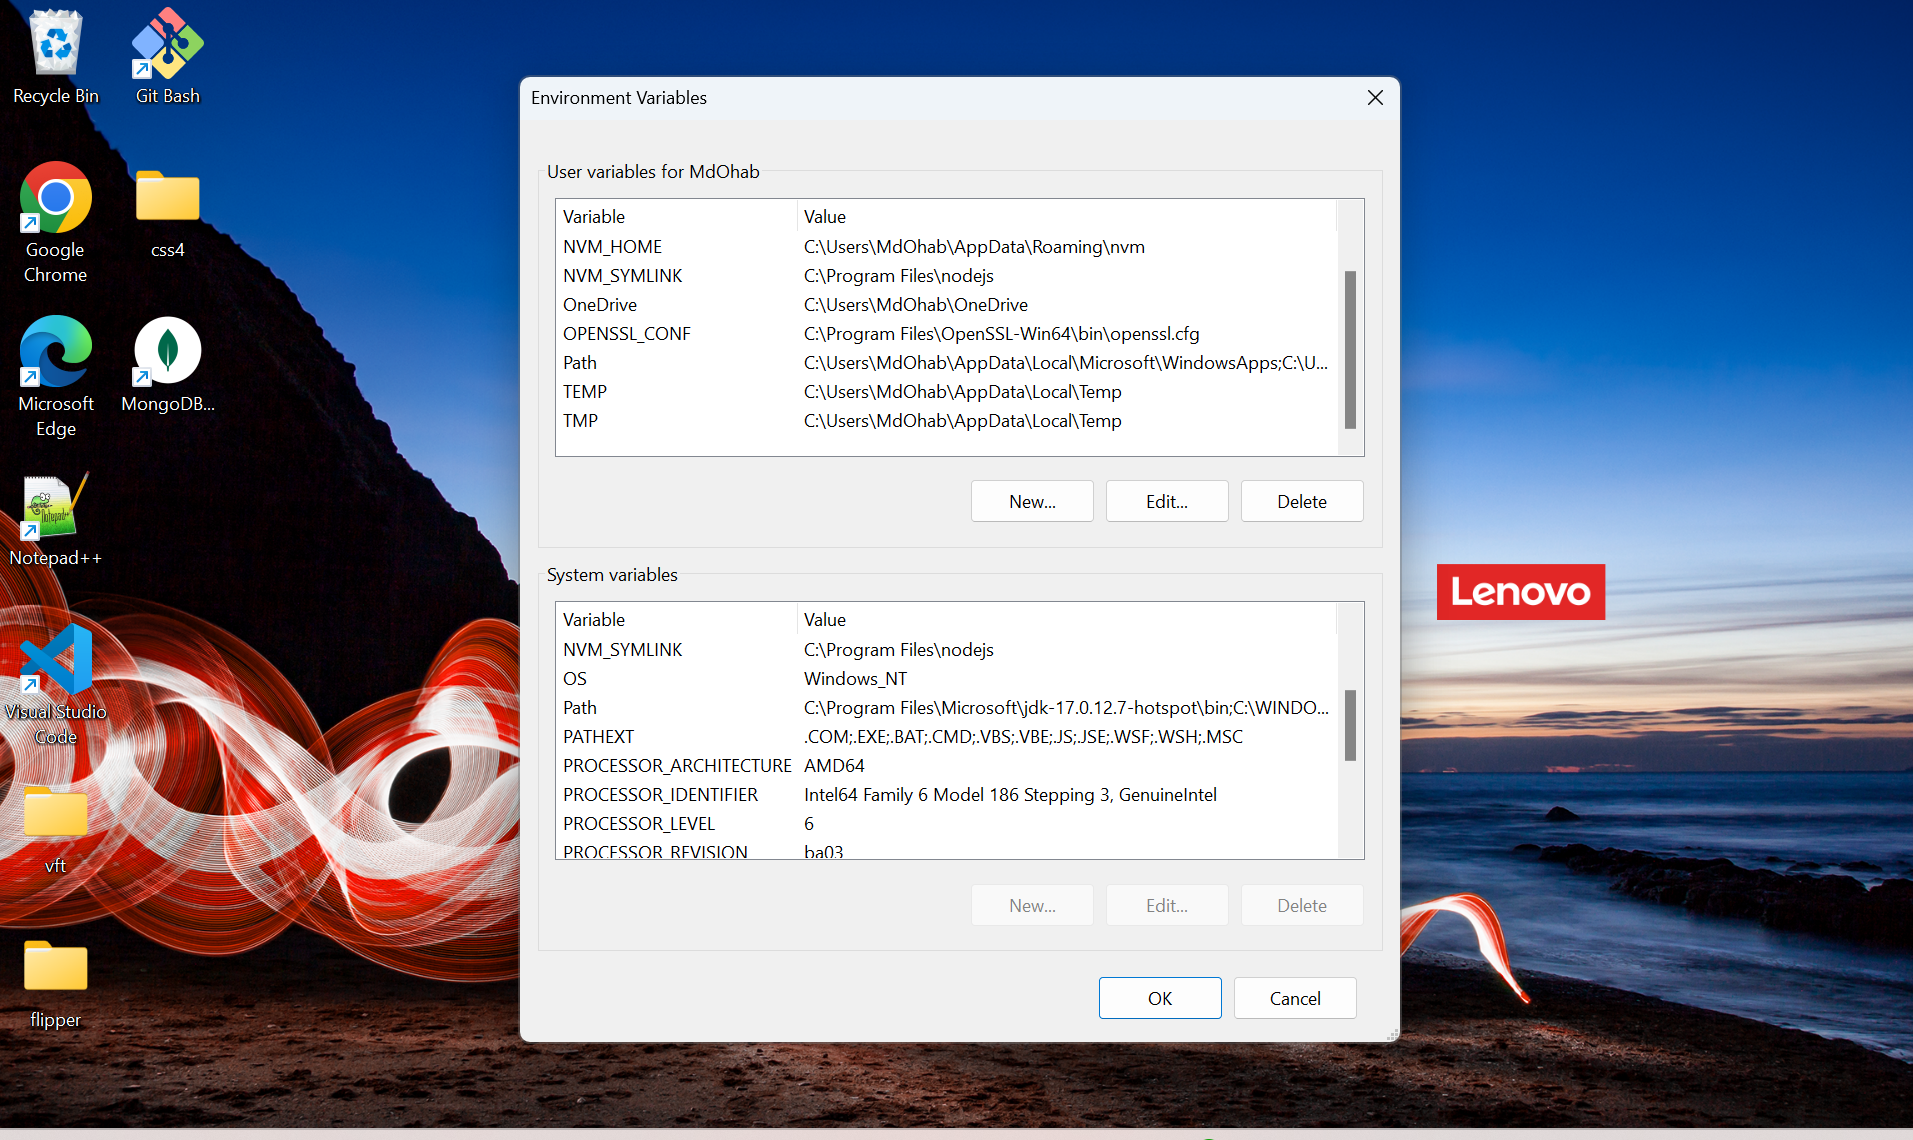 Recycle Bin
Git Bash
Google
Chrome
css4
Microsoft
Edge
MongoDB...
Notepad++
Visual Studio
Code
vft
flipper
Environment Variables
User variables for MdOhab
Variable Value
NVM_HOME C:\Users\MdOhab\AppData\Roaming\nvm
NVM_SYMLINK C:\Program Files\nodejs
OneDrive C:\Users\MdOhab\OneDrive
OPENSSL_CONF C:\Program Files\OpenSSL-Win64\bin\openssl.cfg
Path C:\Users\MdOhab\AppData\Local\Microsoft\WindowsApps;C:\U...
TEMP C:\Users\MdOhab\AppData\Local\Temp
TMP C:\Users\MdOhab\AppData\Local\Temp
New... Edit... Delete
System variables
Variable Value
NVM_SYMLINK C:\Program Files\nodejs
OS Windows_NT
Path C:\Program Files\Microsoft\jdk-17.0.12.7-hotspot\bin;C:\WINDO...
PATHEXT .COM;.EXE;.BAT;.CMD;.VBS;.VBE;.JS;.JSE;.WSF;.WSH;.MSC
PROCESSOR_ARCHITECTURE AMD64
PROCESSOR_IDENTIFIER Intel64 Family 6 Model 186 Stepping 3, GenuineIntel
PROCESSOR_LEVEL 6
PROCESSOR_REVISION ba03
New... Edit... Delete
OK Cancel
Lenovo